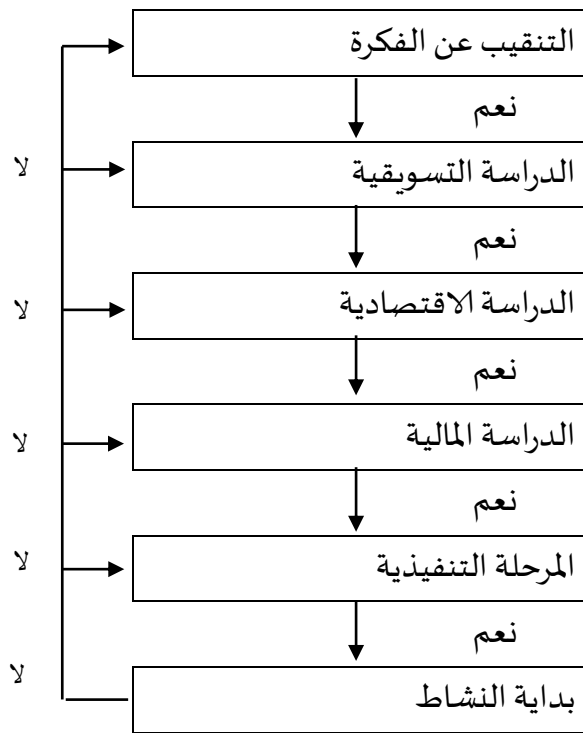 التنقيب عن الفكرة
نعم
لا
الدراسة التسويقية
نعم
لا
الدراسة الاقتصادية
نعم
لا
الدراسة المالية
نعم
لا
المرحلة التنفيذية
نعم
لا
بداية النشاط